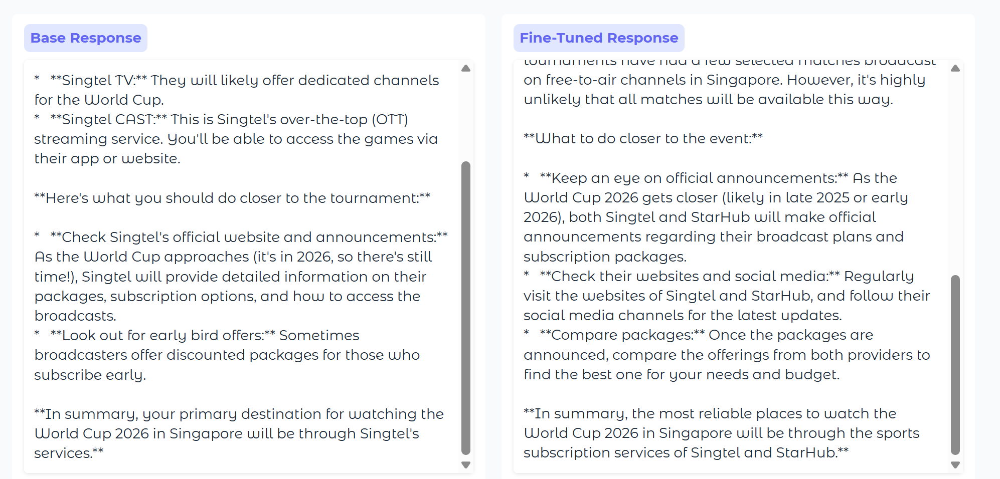 Base Response
*   **Singtel TV:** They will likely offer dedicated channels
for the World Cup.
*   **Singtel CAST:** This is Singtel's over-the-top (OTT)
streaming service. You'll be able to access the games via
their app or website.
**Here's what you should do closer to the tournament:**
*   **Check Singtel's official website and announcements:**
As the World Cup approaches (it's in 2026, so there's still
time!), Singtel will provide detailed information on their
packages, subscription options, and how to access the
broadcasts.
*   **Look out for early bird offers:** Sometimes
broadcasters offer discounted packages for those who
subscribe early.
**In summary, your primary destination for watching the
World Cup 2026 in Singapore will be through Singtel's
services.**
Fine-Tuned Response
tournaments have had a few selected matches broadcast
on free-to-air channels in Singapore. However, it's highly
unlikely that all matches will be available this way.
**What to do closer to the event:**
*   **Keep an eye on official announcements:** As the
World Cup 2026 gets closer (likely in late 2025 or early
2026), both Singtel and StarHub will make official
announcements regarding their broadcast plans and
subscription packages.
*   **Check their websites and social media:** Regularly
visit the websites of Singtel and StarHub, and follow their
social media channels for the latest updates.
*   **Compare packages:** Once the packages are
announced, compare the offerings from both providers to
find the best one for your needs and budget.
**In summary, the most reliable places to watch the
World Cup 2026 in Singapore will be through the sports
subscription services of Singtel and StarHub.**